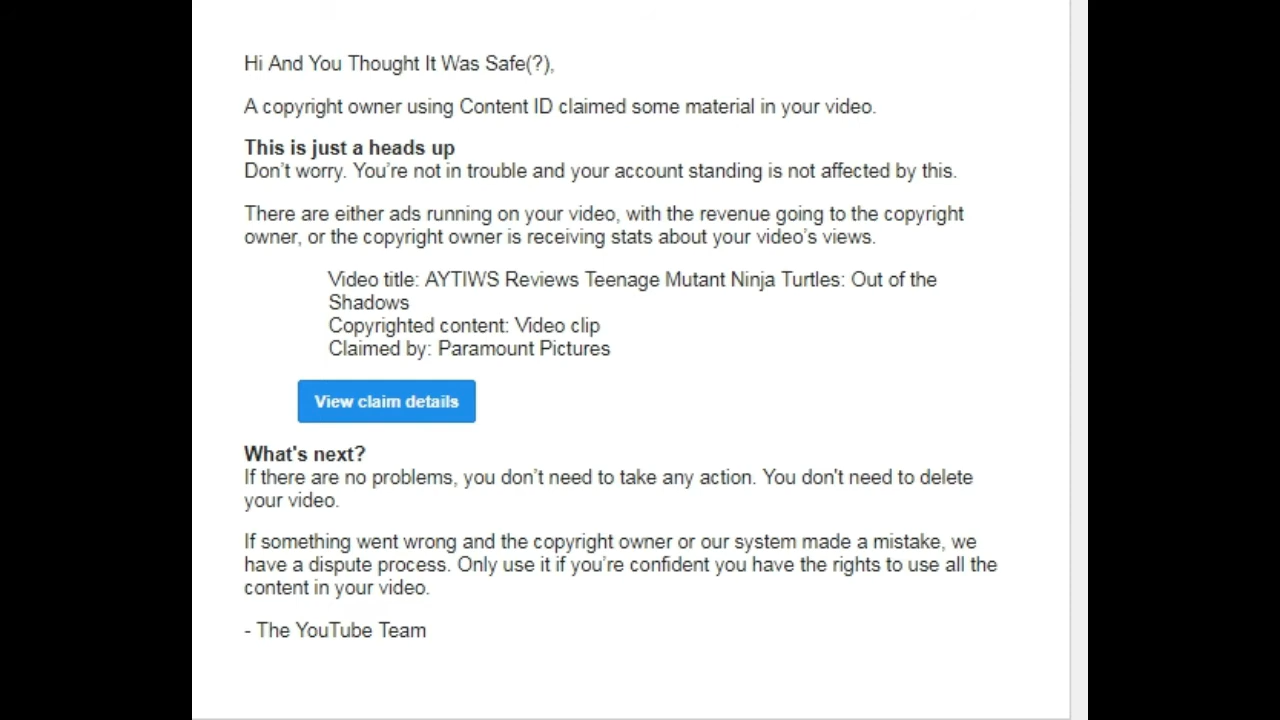 Hi And You Thought It Was Safe(?),
A copyright owner using Content ID claimed some material in your video.
This is just a heads up
Don’t worry. You’re not in trouble and your account standing is not affected by this.
There are either ads running on your video, with the revenue going to the copyright
owner, or the copyright owner is receiving stats about your video’s views.
Video title: AYTIWS Reviews Teenage Mutant Ninja Turtles: Out of the
Shadows
Copyrighted content: Video clip
Claimed by: Paramount Pictures
View claim details
What's next?
If there are no problems, you don’t need to take any action. You don't need to delete
your video.
If something went wrong and the copyright owner or our system made a mistake, we
have a dispute process. Only use it if you’re confident you have the rights to use all the
content in your video.
- The YouTube Team